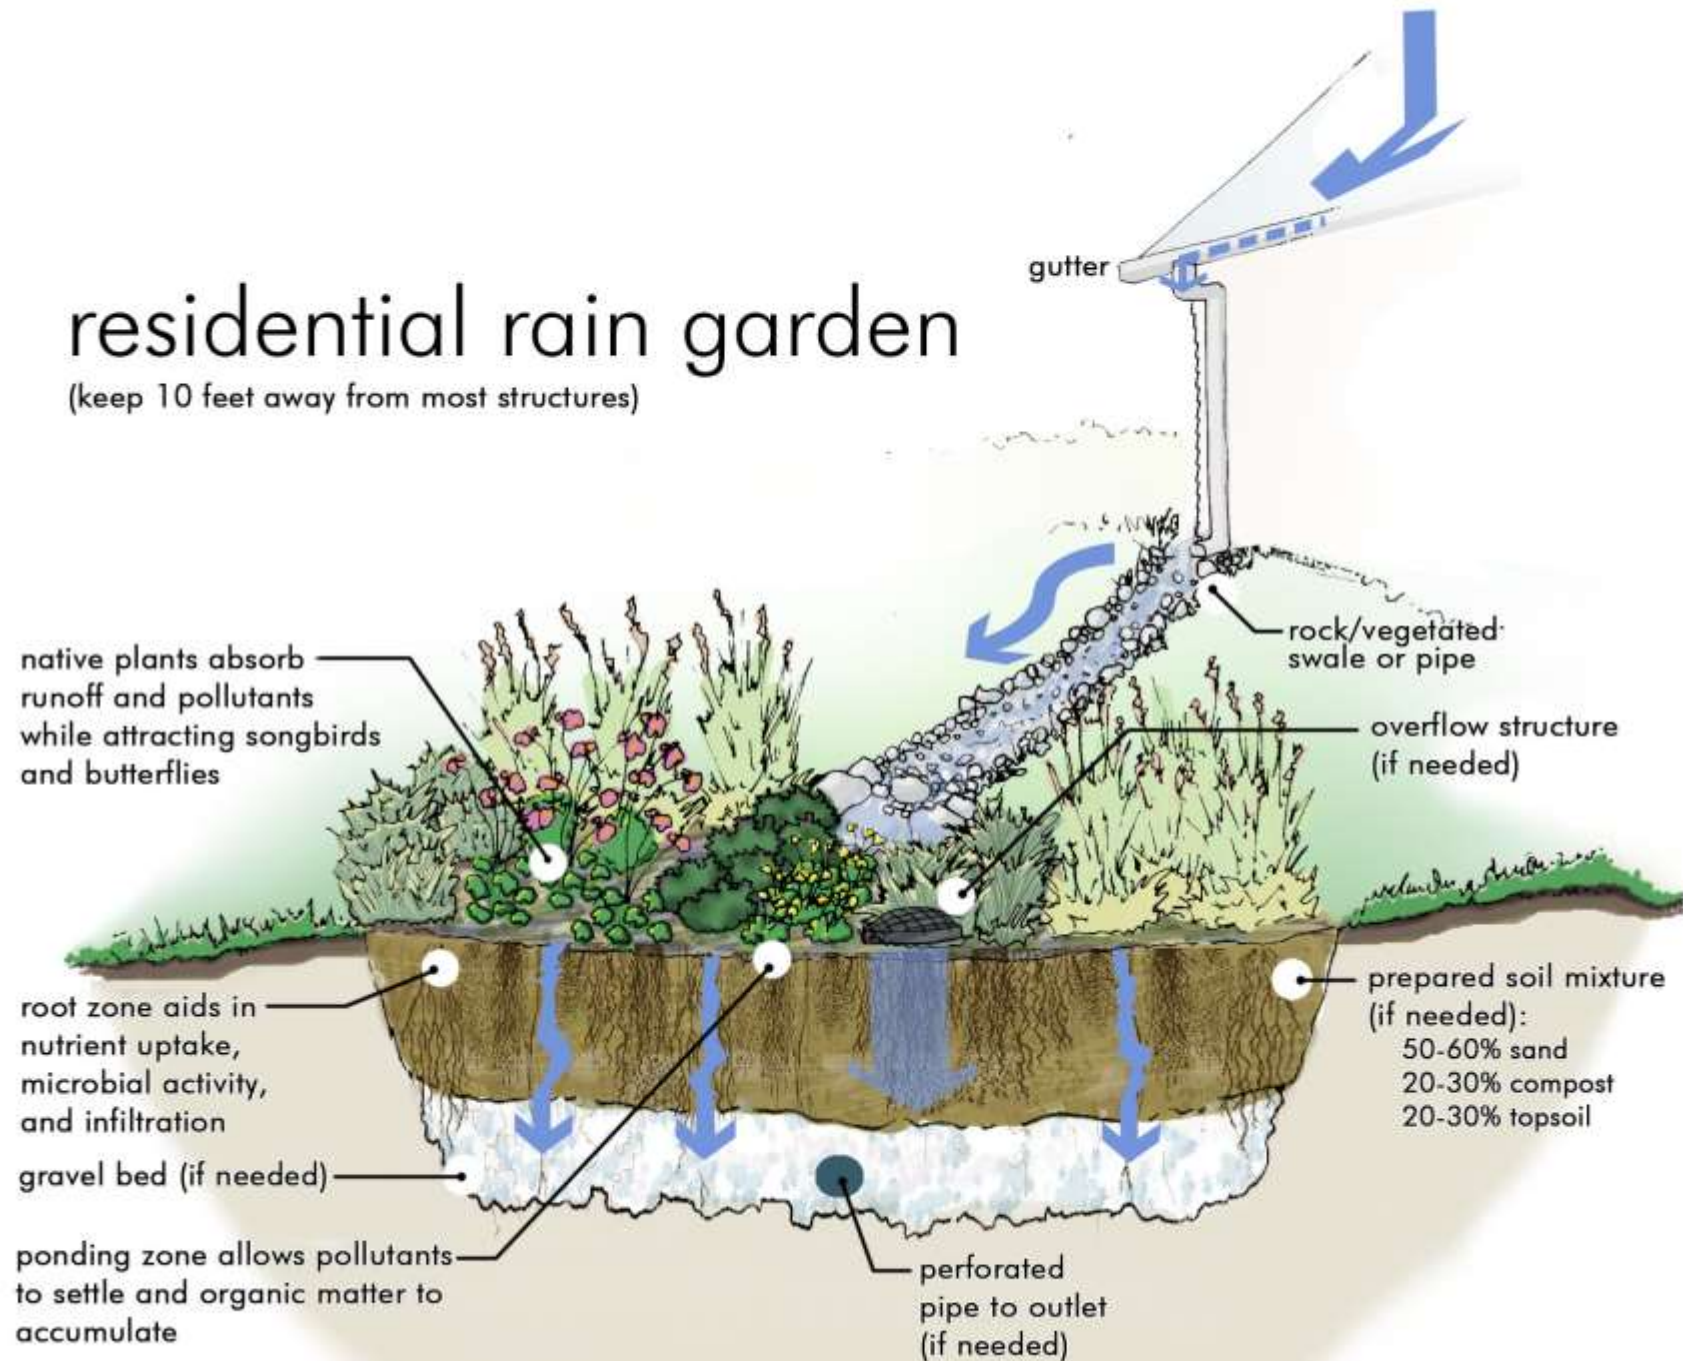 residential rain garden
(keep 10 feet away from most structures)
gutter
rock/vegetated
swale or pipe
overflow structure
(if needed)
native plants absorb
runoff and pollutants
while attracting songbirds
and butterflies
root zone aids in
nutrient uptake,
microbial activity,
and infiltration
prepared soil mixture
(if needed):
50-60% sand
20-30% compost
20-30% topsoil
gravel bed (if needed)
ponding zone allows pollutants
to settle and organic matter to
accumulate
perforated
pipe to outlet
(if needed)